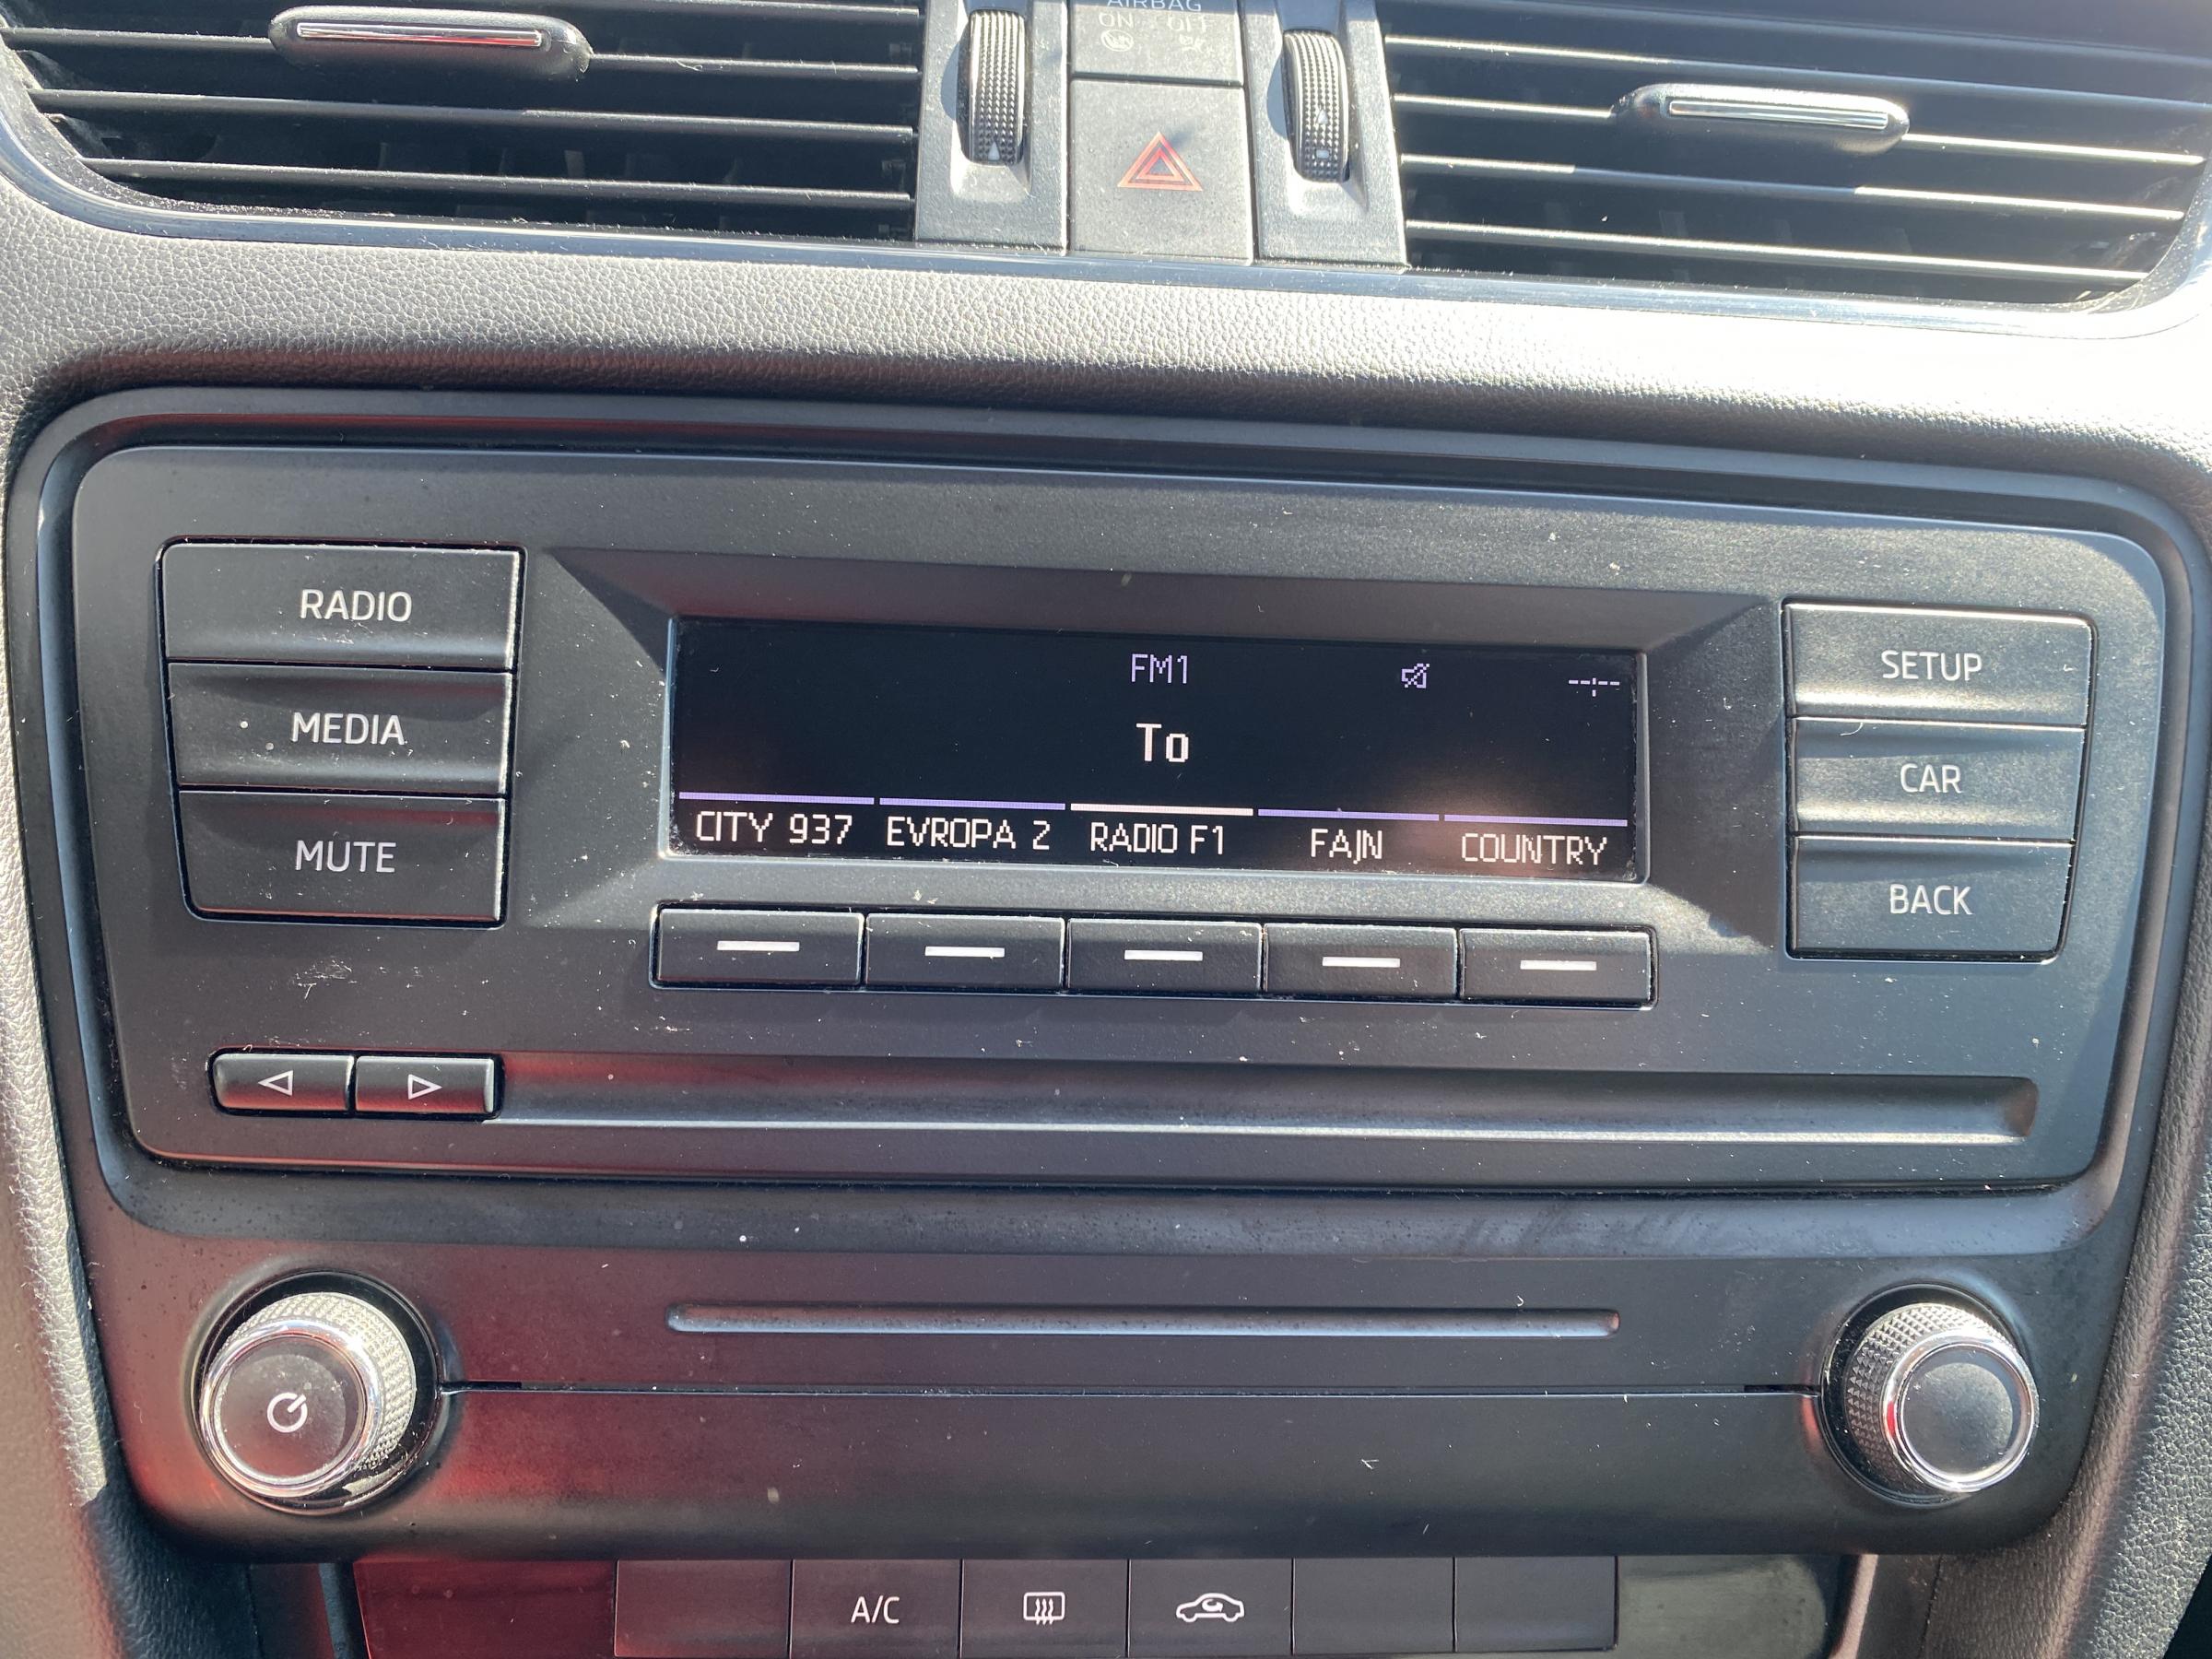 AIRBAG
ON OFF
RADIO
MEDIA
MUTE
FM1
--:--
To
CITY 937 EVROPA 2 RADIO F1 FAJN COUNTRY
SETUP
CAR
BACK
A/C